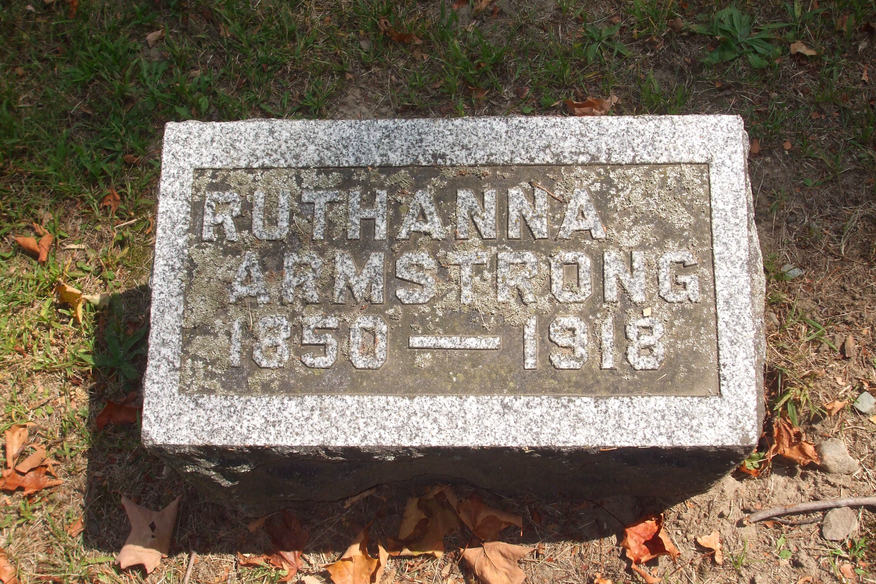 RUTHANNA
ARMSTRONG
1850 — 1918